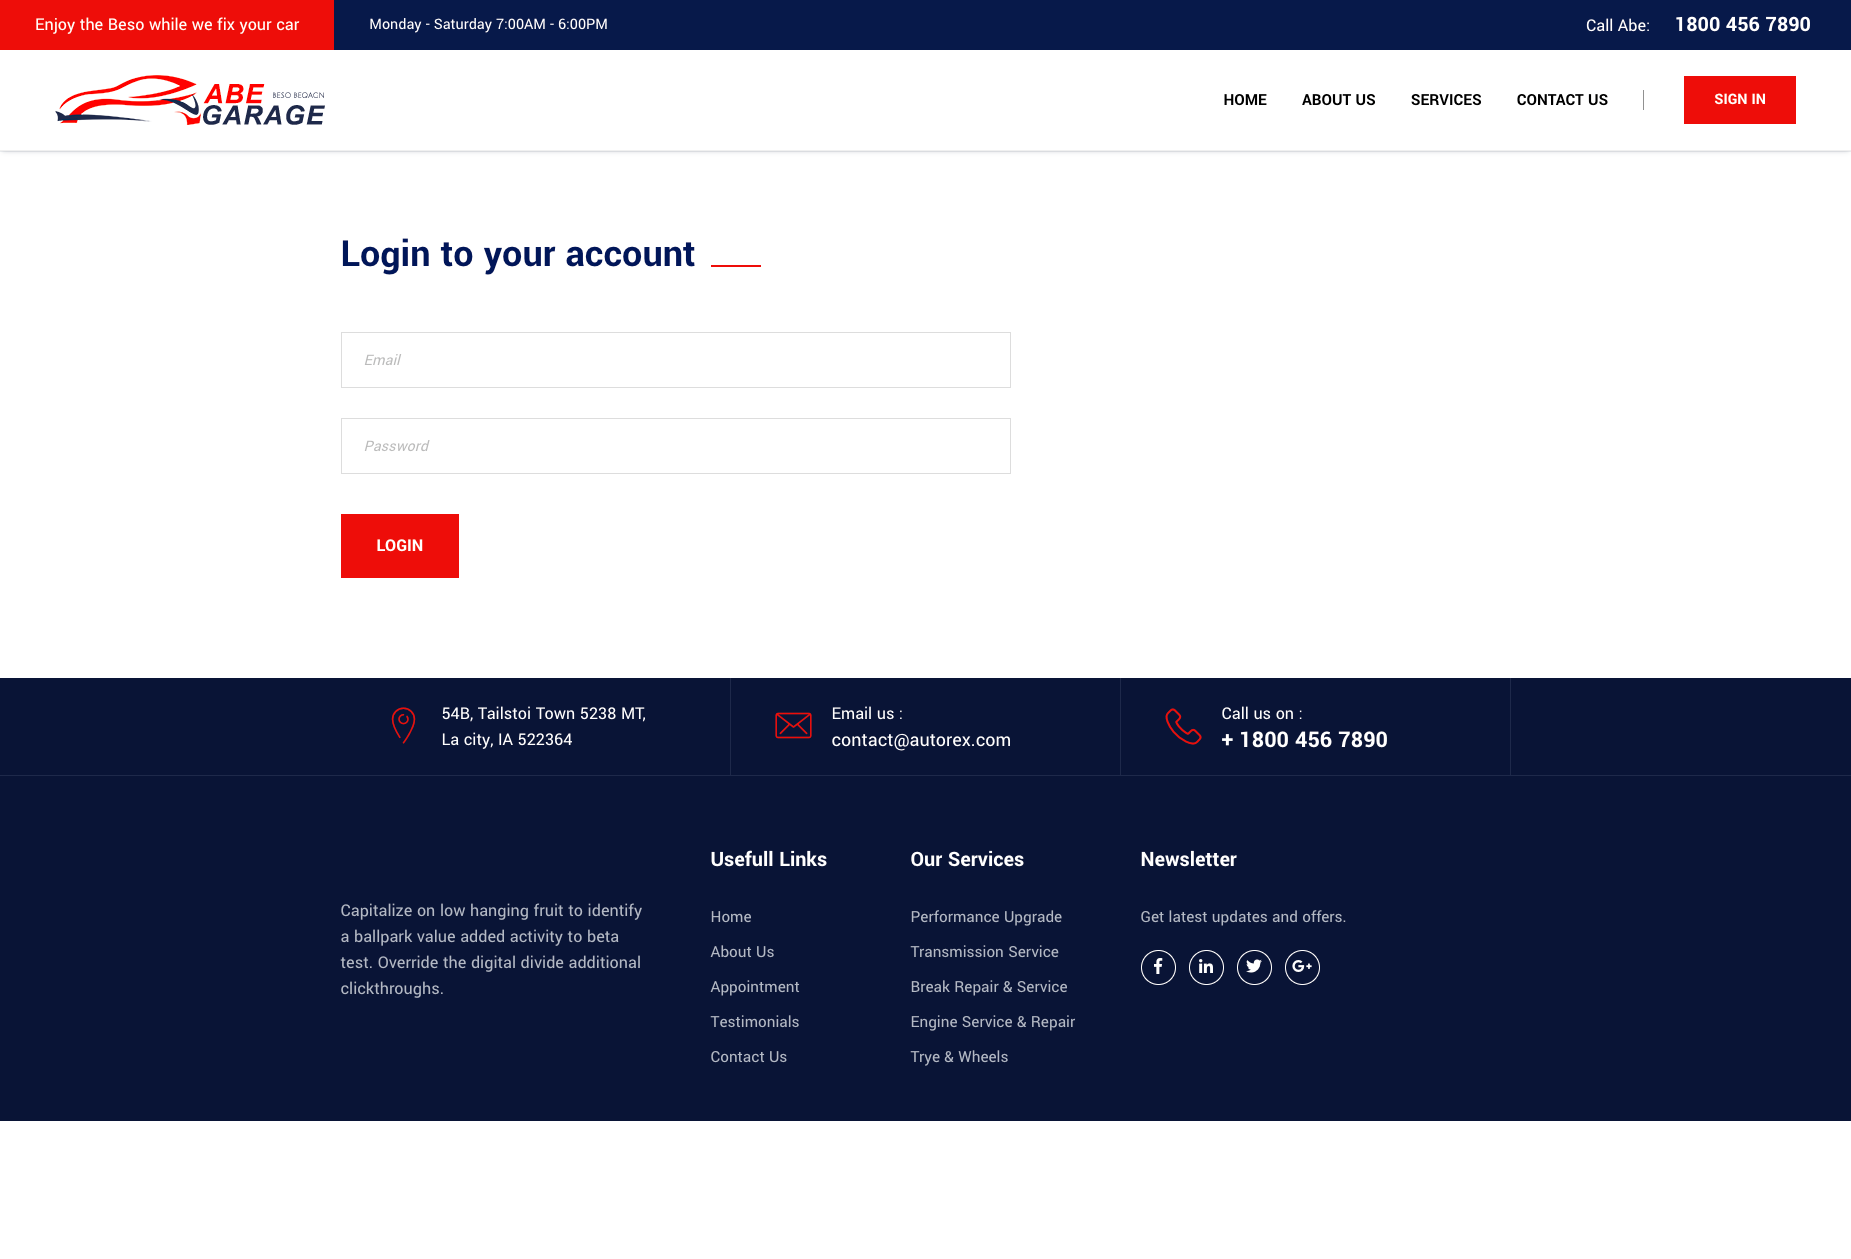 Enjoy the Beso while we fix your car
Monday - Saturday 7:00AM - 6:00PM
Call Abe: 1800 456 7890
ABE BESO BEQACN
GARAGE
HOME ABOUT US SERVICES CONTACT US SIGN IN
Login to your account
Email
Password
LOGIN
54B, Tailstoi Town 5238 MT,
La city, IA 522364
Email us :
contact@autorex.com
Call us on :
+ 1800 456 7890
Capitalize on low hanging fruit to identify
a ballpark value added activity to beta
test. Override the digital divide additional
clickthroughs.
Usefull Links
Home
About Us
Appointment
Testimonials
Contact Us
Our Services
Performance Upgrade
Transmission Service
Break Repair & Service
Engine Service & Repair
Trye & Wheels
Newsletter
Get latest updates and offers.